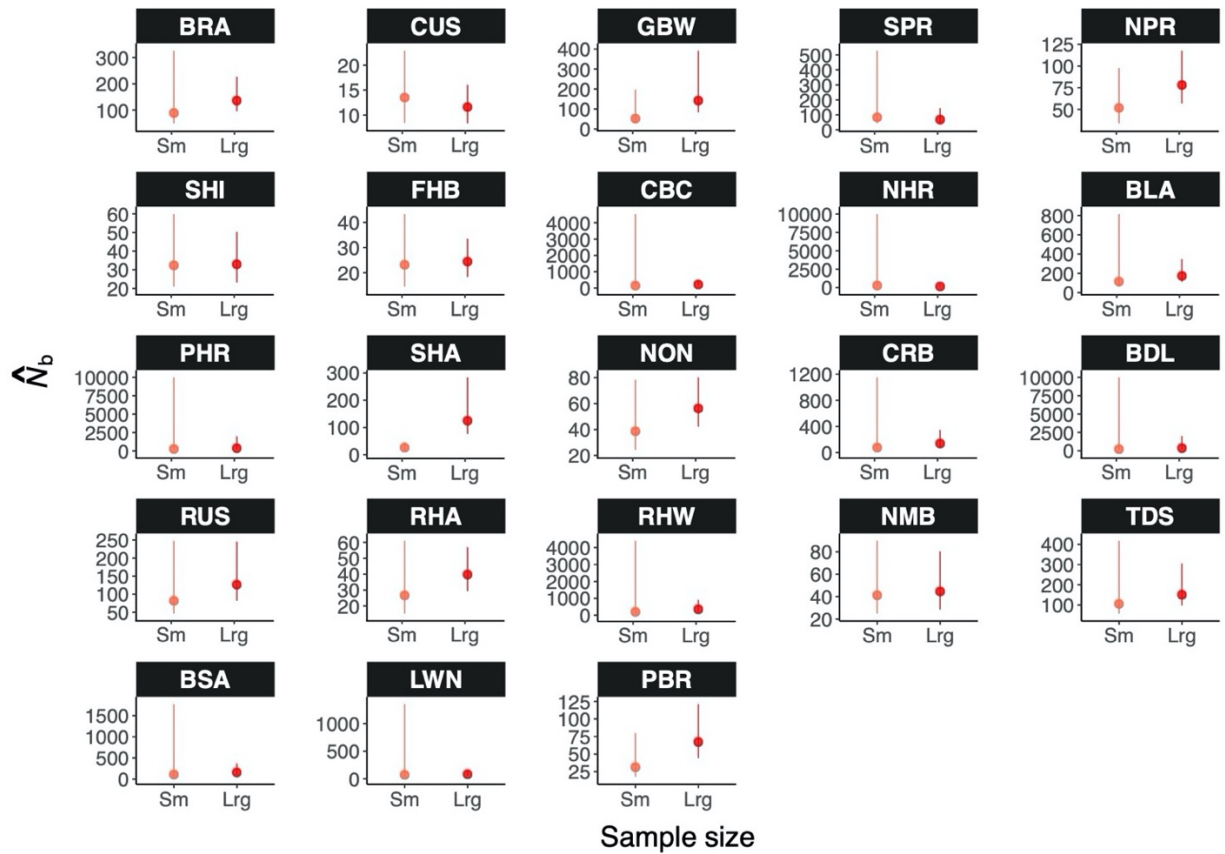 BRA CUS GBW SPR NPR
300 200 100
20 15 10
400 300 200 100 0
500 400 300 200 100 0
125 100 75 50
Sm Lrg Sm Lrg Sm Lrg Sm Lrg Sm Lrg
SHI FHB CBC NHR BLA
60 50 40 30 20
40 30 20
4000 3000 2000 1000 0
10000 7500 5000 2500 0
800 600 400 200 0
Sm Lrg Sm Lrg Sm Lrg Sm Lrg Sm Lrg
N̂b
PHR SHA NON CRB BDL
10000 7500 5000 2500 0
300 200 100 0
80 60 40 20
1200 800 400 0
10000 7500 5000 2500 0
Sm Lrg Sm Lrg Sm Lrg Sm Lrg Sm Lrg
RUS RHA RHW NMB TDS
250 200 150 100 50
60 50 40 30 20
4000 3000 2000 1000 0
80 60 40 20
400 300 200 100
Sm Lrg Sm Lrg Sm Lrg Sm Lrg Sm Lrg
BSA LWN PBR
1500 1000 500 0
1000 500 0
125 100 75 50 25
Sm Lrg Sm Lrg Sm Lrg
Sample size